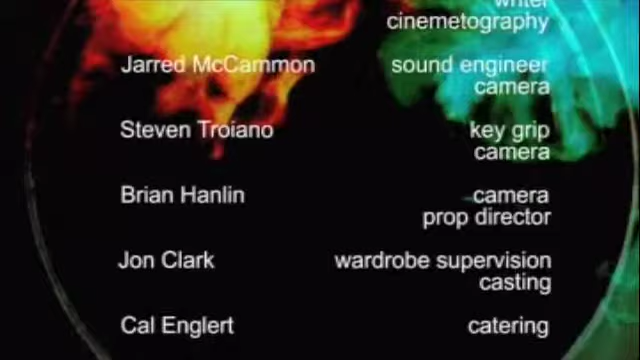 writer
cinemetography
Jarred McCammon sound engineer
camera
Steven Troiano key grip
camera
Brian Hanlin camera
prop director
Jon Clark wardrobe supervision
casting
Cal Englert catering